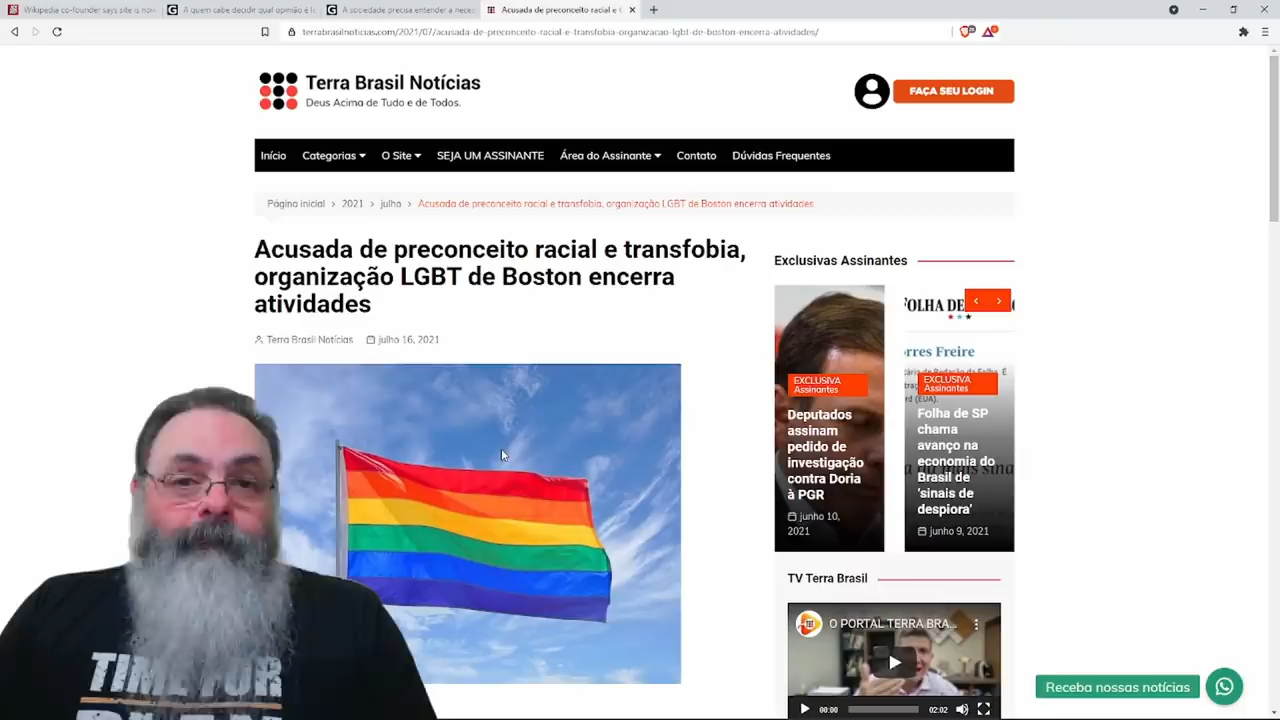 Wikipedia co-founder says site is now
A quem cabe decidir qual opinião é
A sociedade precisa entender a nece
Acusada de preconceito racial e t
terrabrasilnoticias.com/2021/07/acusada-de-preconceito-racial-e-transfobia-organizacao-lgbt-de-boston-encerra-atividades/
Terra Brasil Notícias
Deus Acima de Tudo e de Todos.
FAÇA SEU LOGIN
Início Categorias O Site SEJA UM ASSINANTE Área do Assinante Contato Dúvidas Frequentes
Página inicial > 2021 > julho > Acusada de preconceito racial e transfobia, organização LGBT de Boston encerra atividades
Acusada de preconceito racial e transfobia,
organização LGBT de Boston encerra
atividades
Terra Brasil Notícias julho 16, 2021
Exclusivas Assinantes
EXCLUSIVA
Assinantes
Deputados
assinam
pedido de
investigação
contra Doria
à PGR
junho 10,
2021
FOLHA DE
orres Freire
(EUA).
EXCLUSIVA
Assinantes
Folha de SP
chama
avanço na
economia do
Brasil de
'sinais de
despiora'
junho 9, 2021
TV Terra Brasil
O PORTAL TERRA BRA...
00:00 02:02
Receba nossas notícias
TIME FOR